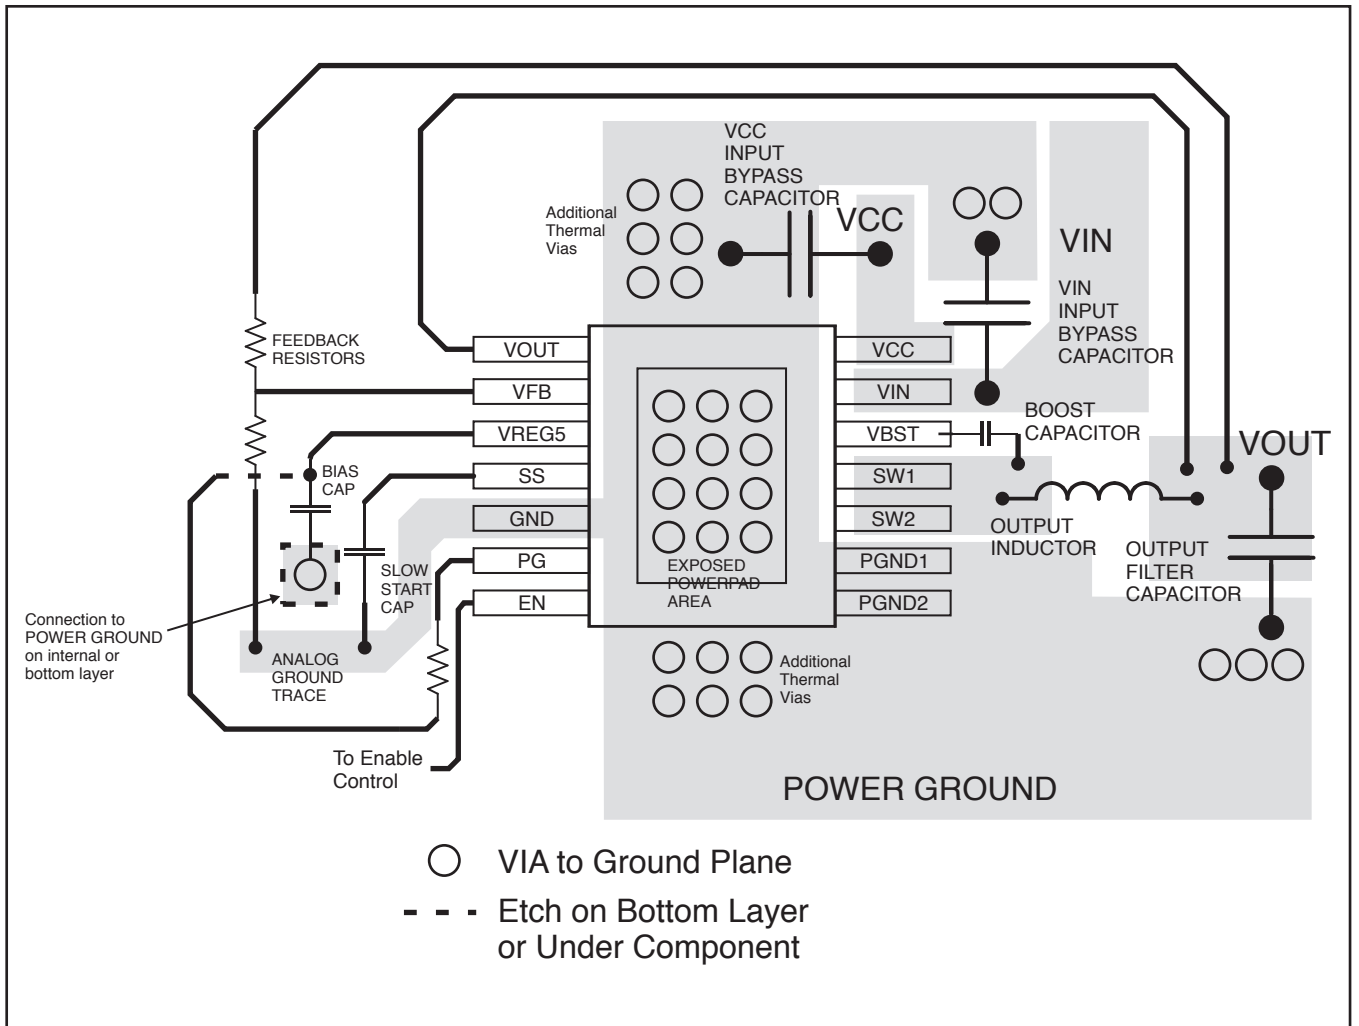 VCC
INPUT
BYPASS
CAPACITOR
Additional
Thermal
Vias
VCC
VIN
VIN
INPUT
BYPASS
CAPACITOR
FEEDBACK
RESISTORS
VOUT
VFB
VREG5
SS
GND
PG
EN
VCC
VIN
VBST
SW1
SW2
PGND1
PGND2
BOOST
CAPACITOR
VOUT
BIAS
CAP
SLOW
START
CAP
EXPOSED
POWERPAD
AREA
OUTPUT
INDUCTOR
OUTPUT
FILTER
CAPACITOR
Connection to
POWER GROUND
on internal or
bottom layer
ANALOG
GROUND
TRACE
Additional
Thermal
Vias
To Enable
Control
POWER GROUND
VIA to Ground Plane
Etch on Bottom Layer
or Under Component